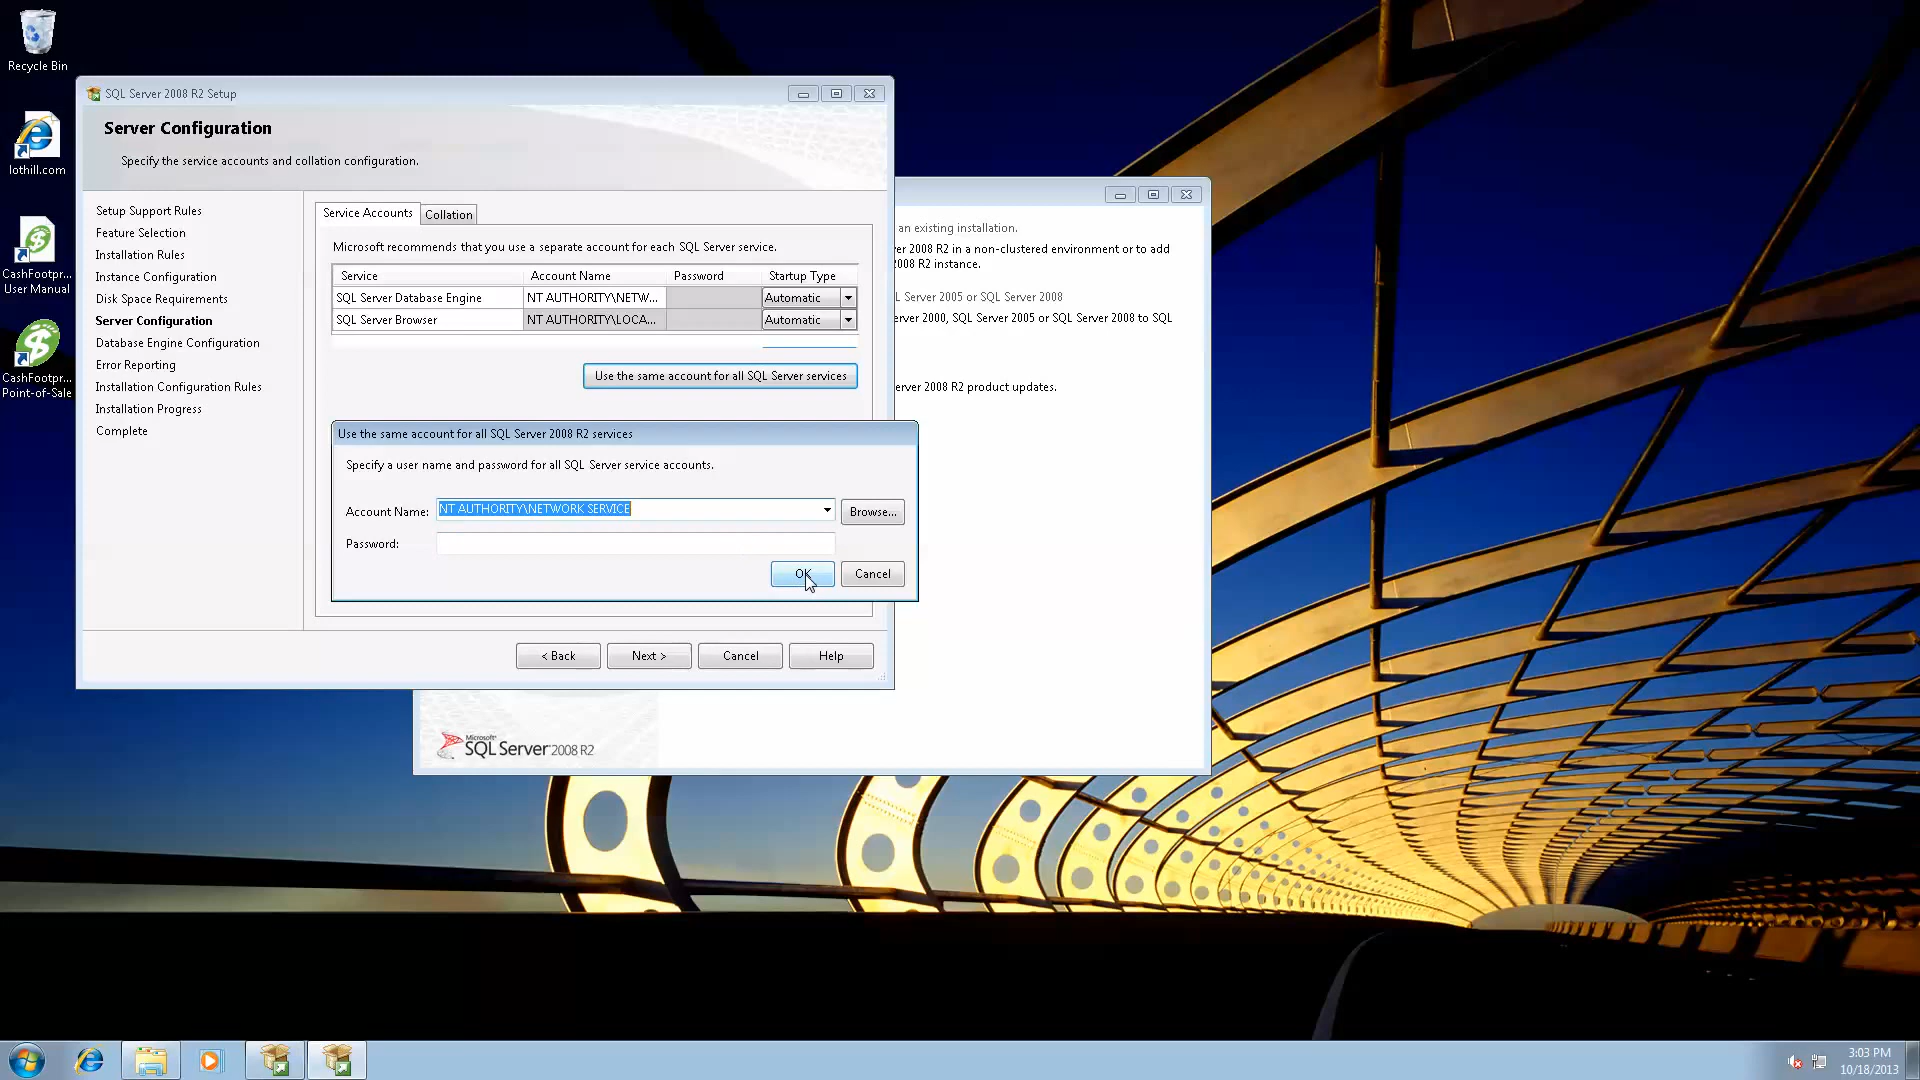 Recycle Bin
lothill.com
CashFootpr...
User Manual
CashFootpr...
Point-of-Sale
SQL Server 2008 R2 Setup
Server Configuration
Specify the service accounts and collation configuration.
Setup Support Rules
Feature Selection
Installation Rules
Instance Configuration
Disk Space Requirements
Server Configuration
Database Engine Configuration
Error Reporting
Installation Configuration Rules
Installation Progress
Complete
Service Accounts
Collation
Microsoft recommends that you use a separate account for each SQL Server service.
Service Account Name Password Startup Type
SQL Server Database Engine NT AUTHORITY\NETW... Automatic
SQL Server Browser NT AUTHORITY\LOCA... Automatic
Use the same account for all SQL Server services
Use the same account for all SQL Server 2008 R2 services
Specify a user name and password for all SQL Server service accounts.
Account Name: NT AUTHORITY\NETWORK SERVICE Browse...
Password:
OK Cancel
< Back Next > Cancel Help
an existing installation.
ver 2008 R2 in a non-clustered environment or to add
2008 R2 instance.
L Server 2005 or SQL Server 2008
erver 2000, SQL Server 2005 or SQL Server 2008 to SQL
erver 2008 R2 product updates.
Microsoft
SQL Server 2008 R2
3:03 PM
10/18/2013